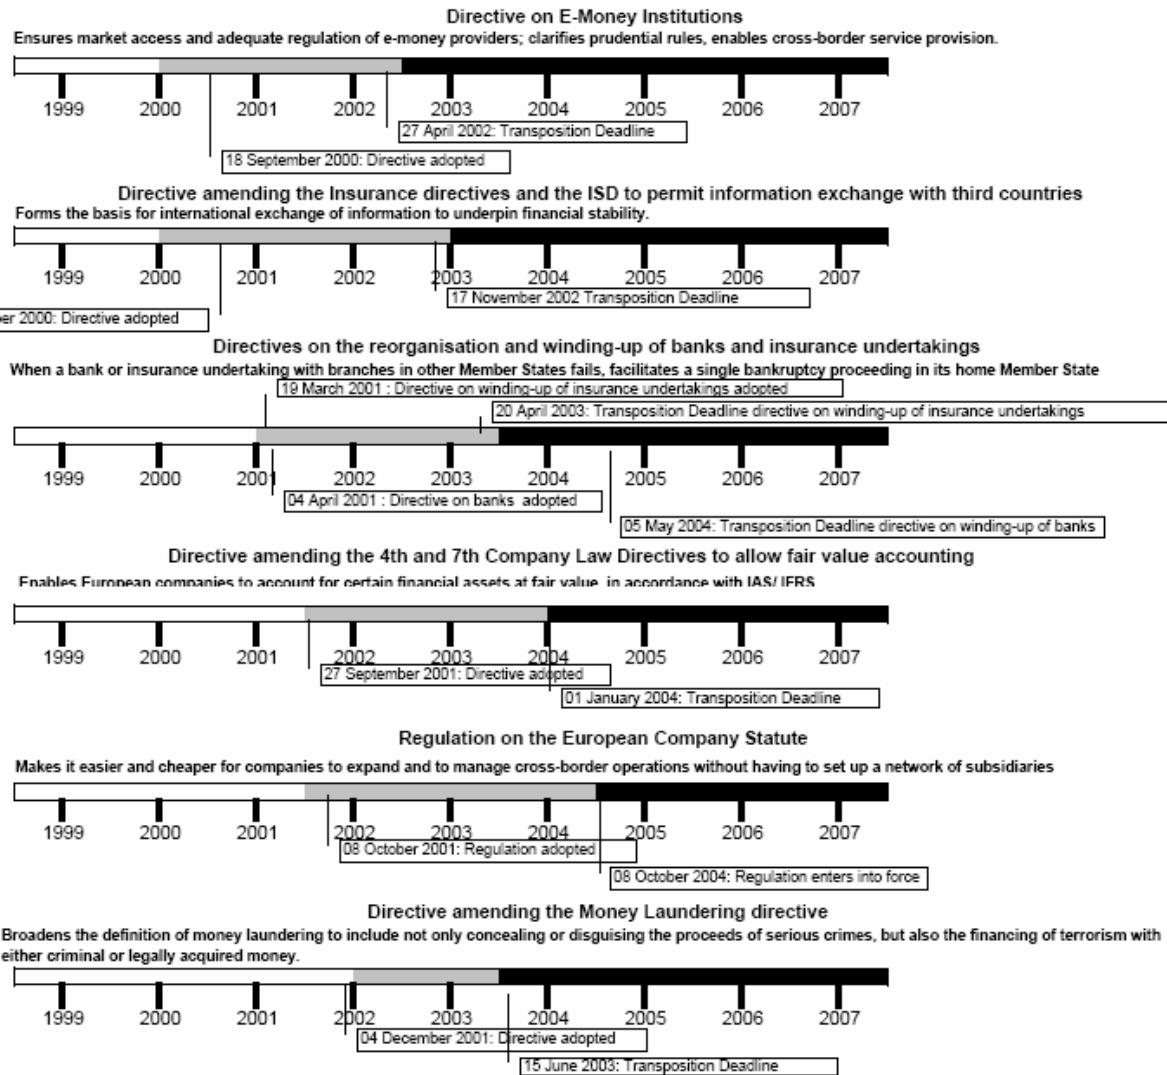 Directive on E-Money Institutions
Ensures market access and adequate regulation of e-money providers; clarifies prudential rules, enables cross-border service provision.
1999 2000 2001 2002 2003 2004 2005 2006 2007
27 April 2002: Transposition Deadline
18 September 2000: Directive adopted
Directive amending the Insurance directives and the ISD to permit information exchange with third countries
Forms the basis for international exchange of information to underpin financial stability.
1999 2000 2001 2002 2003 2004 2005 2006 2007
17 November 2002 Transposition Deadline
er 2000: Directive adopted
Directives on the reorganisation and winding-up of banks and insurance undertakings
When a bank or insurance undertaking with branches in other Member States fails, facilitates a single bankruptcy proceeding in its home Member State
19 March 2001 : Directive on winding-up of insurance undertakings adopted
20 April 2003: Transposition Deadline directive on winding-up of insurance undertakings
1999 2000 2001 2002 2003 2004 2005 2006 2007
04 April 2001 : Directive on banks adopted
05 May 2004: Transposition Deadline directive on winding-up of banks
Directive amending the 4th and 7th Company Law Directives to allow fair value accounting
Enables European companies to account for certain financial assets at fair value, in accordance with IAS/ IFRS
1999 2000 2001 2002 2003 2004 2005 2006 2007
27 September 2001: Directive adopted
01 January 2004: Transposition Deadline
Regulation on the European Company Statute
Makes it easier and cheaper for companies to expand and to manage cross-border operations without having to set up a network of subsidiaries
1999 2000 2001 2002 2003 2004 2005 2006 2007
08 October 2001: Regulation adopted
08 October 2004: Regulation enters into force
Directive amending the Money Laundering directive
Broadens the definition of money laundering to include not only concealing or disguising the proceeds of serious crimes, but also the financing of terrorism with
either criminal or legally acquired money.
1999 2000 2001 2002 2003 2004 2005 2006 2007
04 December 2001: Directive adopted
15 June 2003: Transposition Deadline